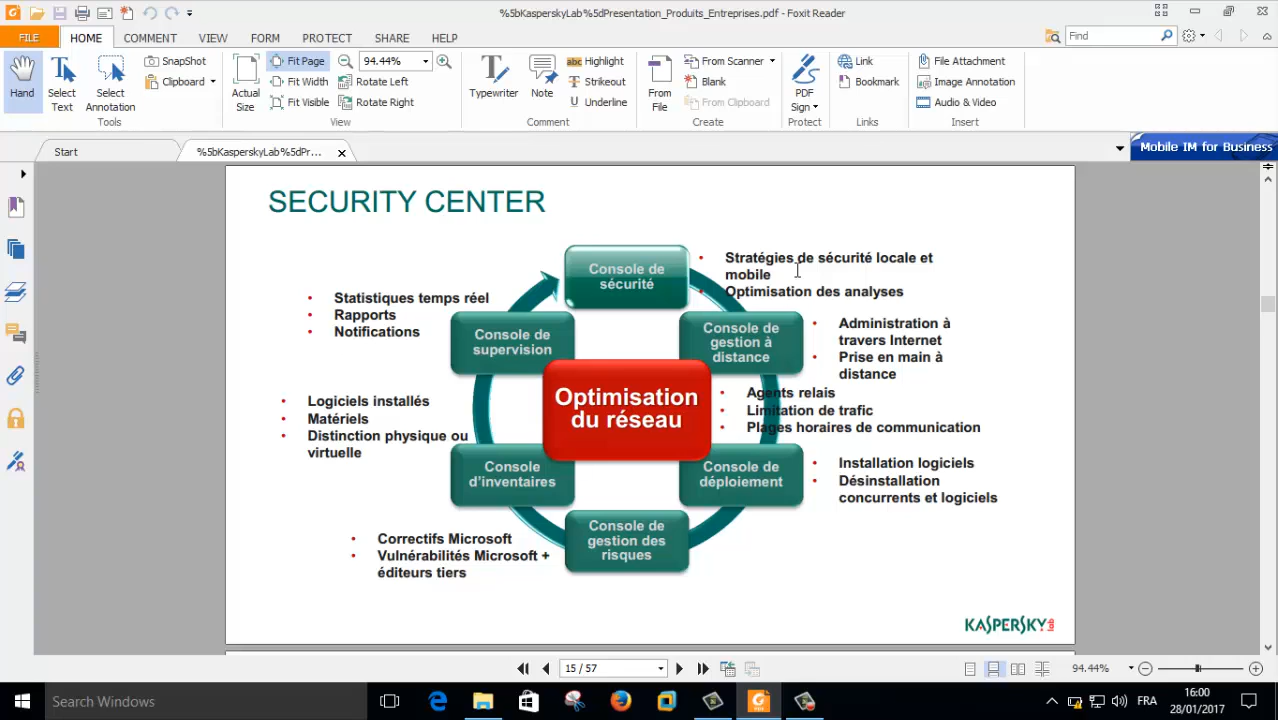 %5bKasperskyLab%5dPresentation_Produits_Entreprises.pdf - Foxit Reader
FILE HOME COMMENT VIEW FORM PROTECT SHARE HELP Find
Hand
Select Text
Select Annotation
SnapShot
Clipboard
Tools
Actual Size
Fit Page
Fit Width
Fit Visible
94.44%
Rotate Left
Rotate Right
View
Typewriter
Note
Highlight
Strikeout
Underline
Comment
From File
From Scanner
Blank
From Clipboard
Create
PDF Sign
Protect
Link
Bookmark
Links
File Attachment
Image Annotation
Audio & Video
Insert
Start
%5bKasperskyLab%5dPr...
Mobile IM for Business
SECURITY CENTER
Console de
sécurité
• Stratégies de sécurité locale et
mobile
• Optimisation des analyses
Console de
gestion à
distance
• Administration à
travers Internet
• Prise en main à
distance
Optimisation
du réseau
• Agents relais
• Limitation de trafic
• Plages horaires de communication
Console de
déploiement
• Installation logiciels
• Désinstallation
concurrents et logiciels
Console de
gestion des
risques
• Correctifs Microsoft
• Vulnérabilités Microsoft +
éditeurs tiers
Console
d'inventaires
• Logiciels installés
• Matériels
• Distinction physique ou
virtuelle
Console de
supervision
• Statistiques temps réel
• Rapports
• Notifications
KASPERSKY lab
15 / 57
94.44%
Search Windows
FRA
16:00
28/01/2017